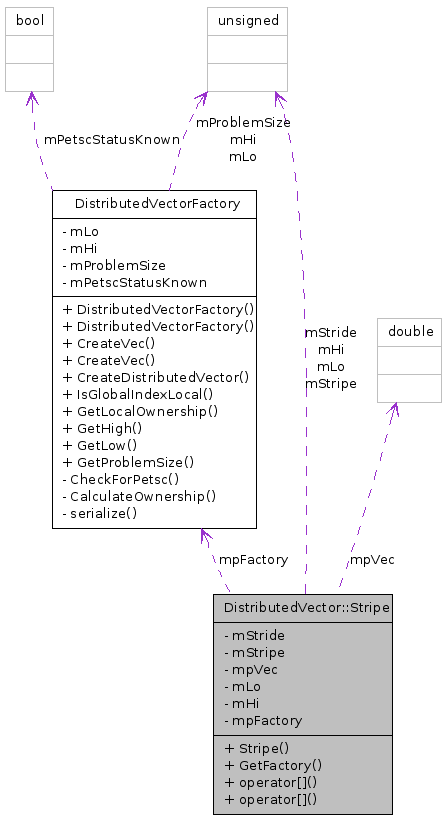 bool
unsigned
mPetscStatusKnown
mProblemSize
mHi
mLo
DistributedVectorFactory
- mLo
- mHi
- mProblemSize
- mPetscStatusKnown
+ DistributedVectorFactory()
+ DistributedVectorFactory()
+ CreateVec()
+ CreateVec()
+ CreateDistributedVector()
+ IsGlobalIndexLocal()
+ GetLocalOwnership()
+ GetHigh()
+ GetLow()
+ GetProblemSize()
- CheckForPetsc()
- CalculateOwnership()
- serialize()
mStride
mHi
mLo
mStripe
double
mpFactory
mpVec
DistributedVector::Stripe
- mStride
- mStripe
- mpVec
- mLo
- mHi
- mpFactory
+ Stripe()
+ GetFactory()
+ operator[]()
+ operator[]()